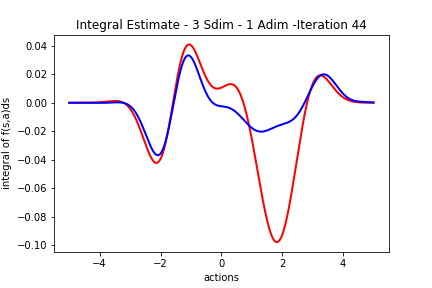 Integral Estimate - 3 Sdim - 1 Adim -Iteration 44
integral of f(s,a)ds
0.04
0.02
0.00
−0.02
−0.04
−0.06
−0.08
−0.10
−4 −2 0 2 4
actions